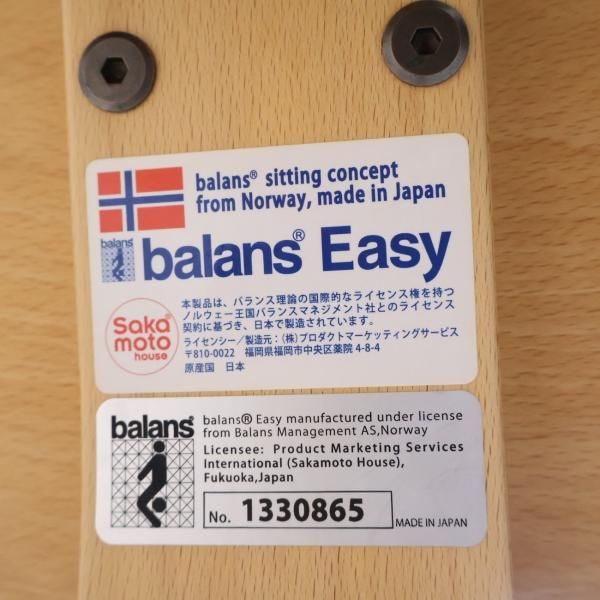 balans® sitting concept
from Norway, made in Japan
balans
balans® Easy
Saka
moto
house
本製品は、バランス理論の国際的なライセンス権を持つ
ノルウェー王国バランスマネジメント社とのライセンス
契約に基づき、日本で製造されています。
ライセンシー/製造元:(株)プロダクトマーケッティングサービス
〒810-0022 福岡県福岡市中央区薬院 4-8-4
原産国 日本
balans®
balans® Easy manufactured under license
from Balans Management AS,Norway
Licensee: Product Marketing Services
International (Sakamoto House),
Fukuoka,Japan
No. 1330865
MADE IN JAPAN